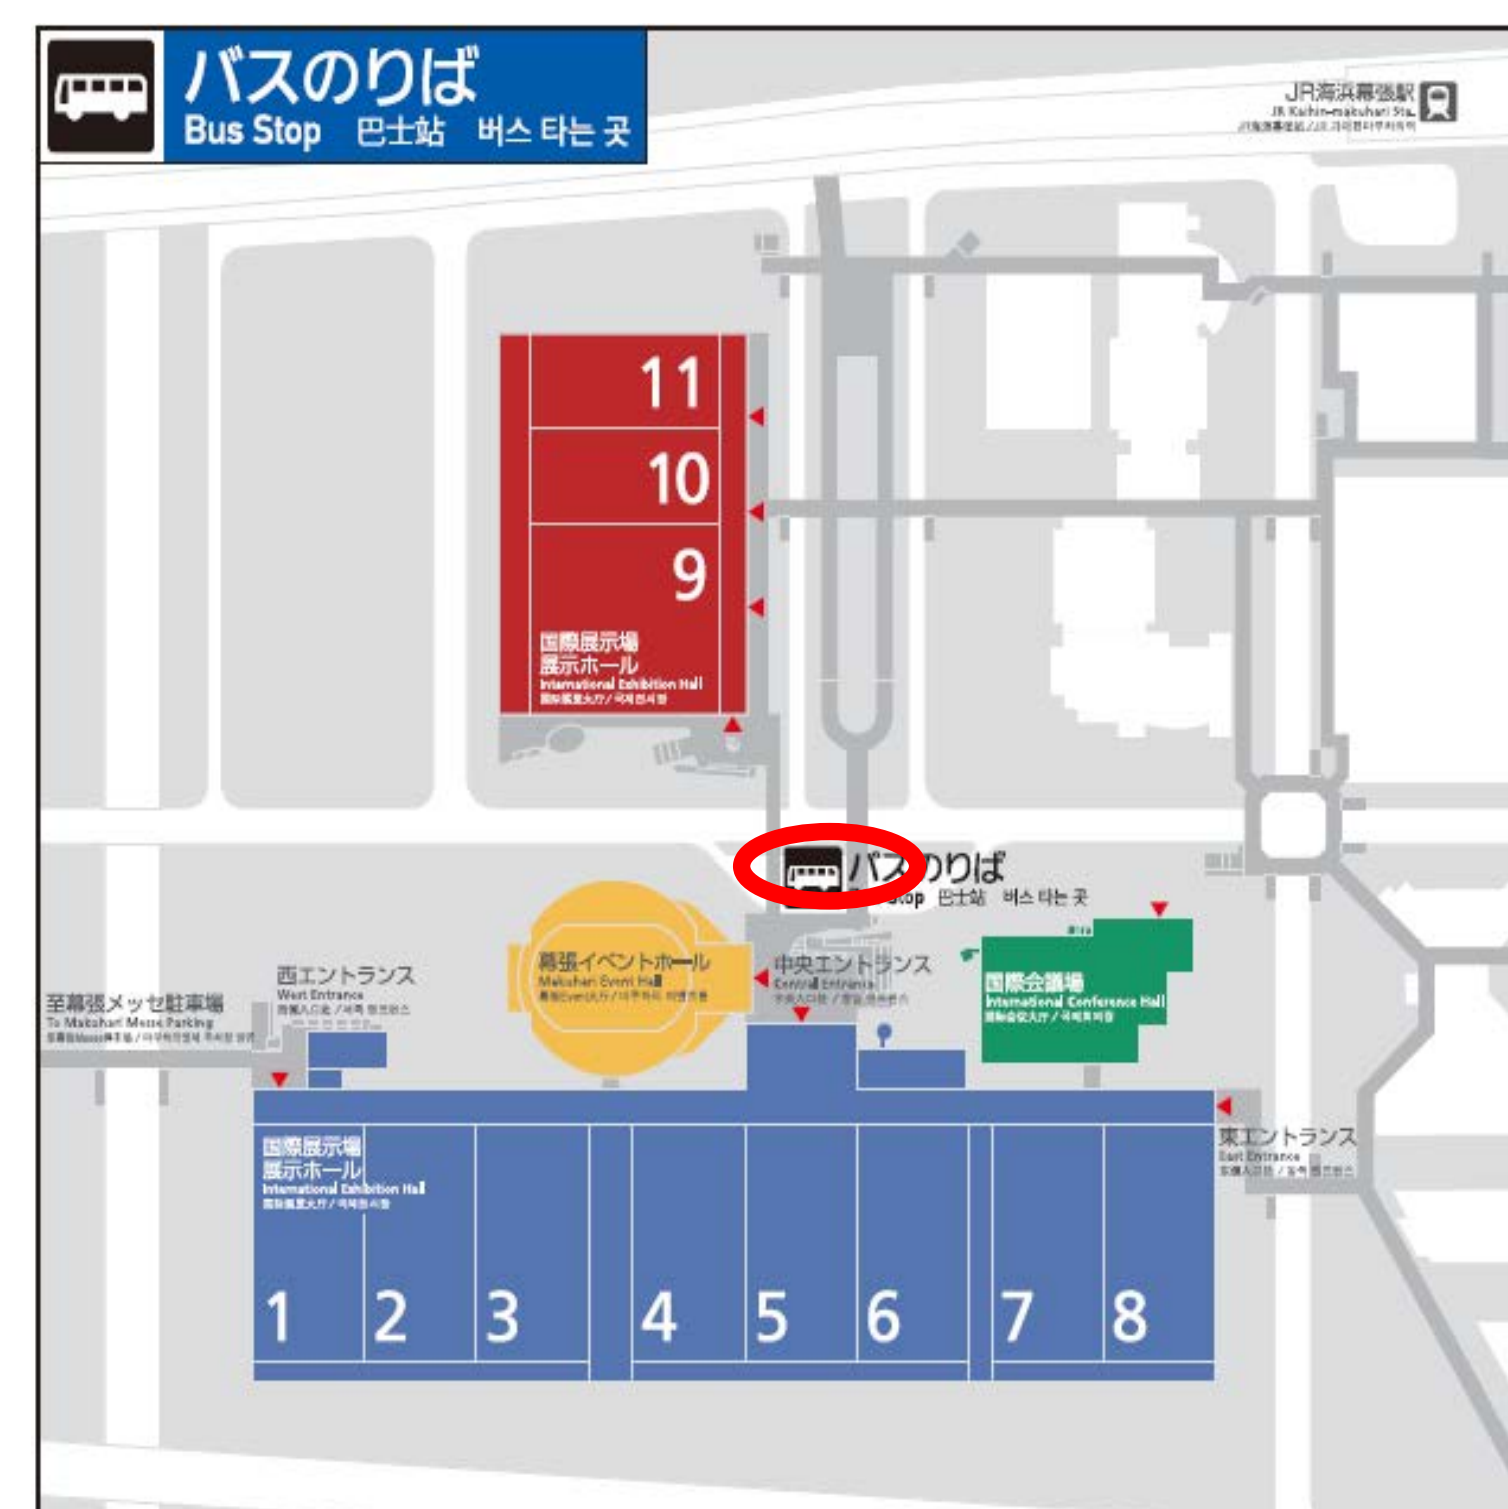 バスのりば
Bus Stop 巴士站 버스 타는 곳
JR海浜幕張駅
JR Kaihin-makuhari Sta.
11
10
9
国際展示場
展示ホール
International Exhibition Hall
バスのりば
Stop 巴士站 버스 타는 곳
幕張イベントホール
Makuhari Event Hall
中央エントランス
Central Entrance
国際会議場
International Conference Hall
西エントランス
West Entrance
至幕張メッセ駐車場
To Makuhari Messe Parking
東エントランス
East Entrance
国際展示場
展示ホール
International Exhibition Hall
1 2 3 4 5 6 7 8